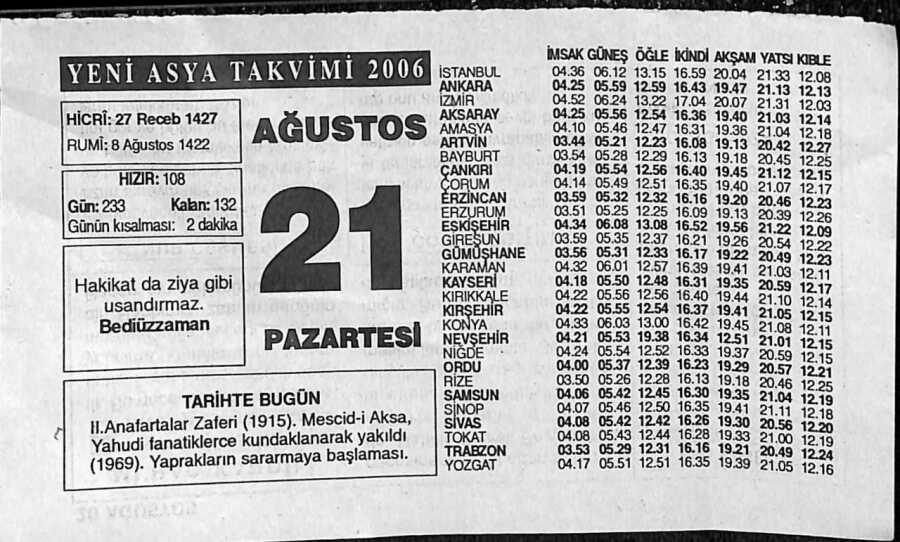 YENİ ASYA TAKVİMİ 2006
HİCRİ: 27 Receb 1427
RUMİ: 8 Ağustos 1422
HIZIR: 108
Gün: 233 Kalan: 132
Günün kısalması: 2 dakika
Hakikat da ziya gibi
usandırmaz.
Bediüzzaman
AĞUSTOS
21
PAZARTESİ
TARİHTE BUGÜN
II.Anafartalar Zaferi (1915). Mescid-i Aksa,
Yahudi fanatiklerce kundaklanarak yakıldı
(1969). Yaprakların sararmaya başlaması.
İMSAK GÜNEŞ ÖĞLE İKİNDİ AKŞAM YATSI KIBLE
İSTANBUL 04.36 06.12 13.15 16.59 20.04 21.33 12.08
ANKARA 04.25 05.59 12.59 16.43 19.47 21.13 12.13
İZMİR 04.52 06.24 13.22 17.04 20.07 21.31 12.03
AKSARAY 04.25 05.56 12.54 16.36 19.40 21.03 12.14
AMASYA 04.10 05.46 12.47 16.31 19.36 21.04 12.18
ARTVİN 03.44 05.21 12.23 16.08 19.13 20.42 12.27
BAYBURT 03.54 05.28 12.29 16.13 19.18 20.45 12.25
ÇANKIRI 04.19 05.54 12.56 16.40 19.45 21.12 12.15
ÇORUM 04.14 05.49 12.51 16.35 19.40 21.07 12.17
ERZİNCAN 03.59 05.32 12.32 16.16 19.20 20.46 12.23
ERZURUM 03.51 05.25 12.25 16.09 19.13 20.39 12.26
ESKİŞEHİR 04.34 06.08 13.08 16.52 19.56 21.22 12.09
GİRESUN 03.59 05.35 12.37 16.21 19.26 20.54 12.22
GÜMÜŞHANE 03.56 05.31 12.33 16.17 19.22 20.49 12.23
KARAMAN 04.32 06.01 12.57 16.39 19.41 21.03 12.11
KAYSERİ 04.18 05.50 12.48 16.31 19.35 20.59 12.17
KIRIKKALE 04.22 05.56 12.56 16.40 19.44 21.10 12.14
KIRŞEHİR 04.22 05.55 12.54 16.37 19.41 21.05 12.15
KONYA 04.33 06.03 13.00 16.42 19.45 21.08 12.11
NEVŞEHİR 04.21 05.53 19.38 16.34 12.51 21.01 12.15
NİĞDE 04.24 05.54 12.52 16.33 19.37 20.59 12.15
ORDU 04.00 05.37 12.39 16.23 19.29 20.57 12.21
RİZE 03.50 05.26 12.28 16.13 19.18 20.46 12.25
SAMSUN 04.06 05.42 12.45 16.30 19.35 21.04 12.19
SİNOP 04.07 05.46 12.50 16.35 19.41 21.11 12.18
SİVAS 04.08 05.42 12.42 16.26 19.30 20.56 12.20
TOKAT 04.08 05.43 12.44 16.28 19.33 21.00 12.19
TRABZON 03.53 05.29 12.31 16.16 19.21 20.49 12.24
YOZGAT 04.17 05.51 12.51 16.35 19.39 21.05 12.16